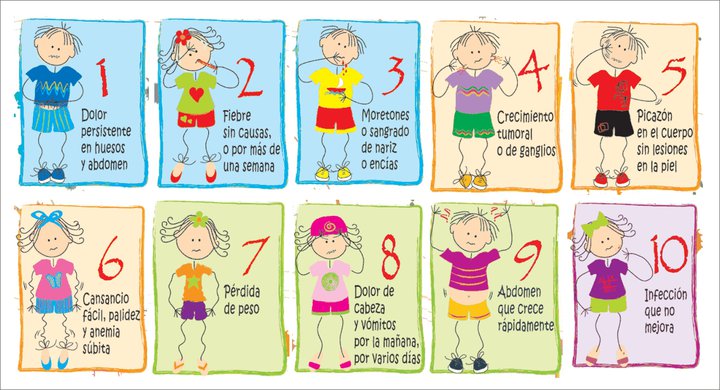 1
Dolor
persistente
en huesos
y abdomen
2
Fiebre
sin causas,
o por más de
una semana
3
Moretones
o sangrado
de nariz
o encías
4
Crecimiento
tumoral
o de ganglios
5
Picazón
en el Cuerpo
sin lesiones
en la piel
6
Cansancio
fácil, palidez
y anemia
súbita
7
Pérdida
de peso
8
Dolor de
cabeza
y vómitos
por la mañana,
por varios días
9
Abdomen
que crece
rápidamente
10
Infección
que no
mejora